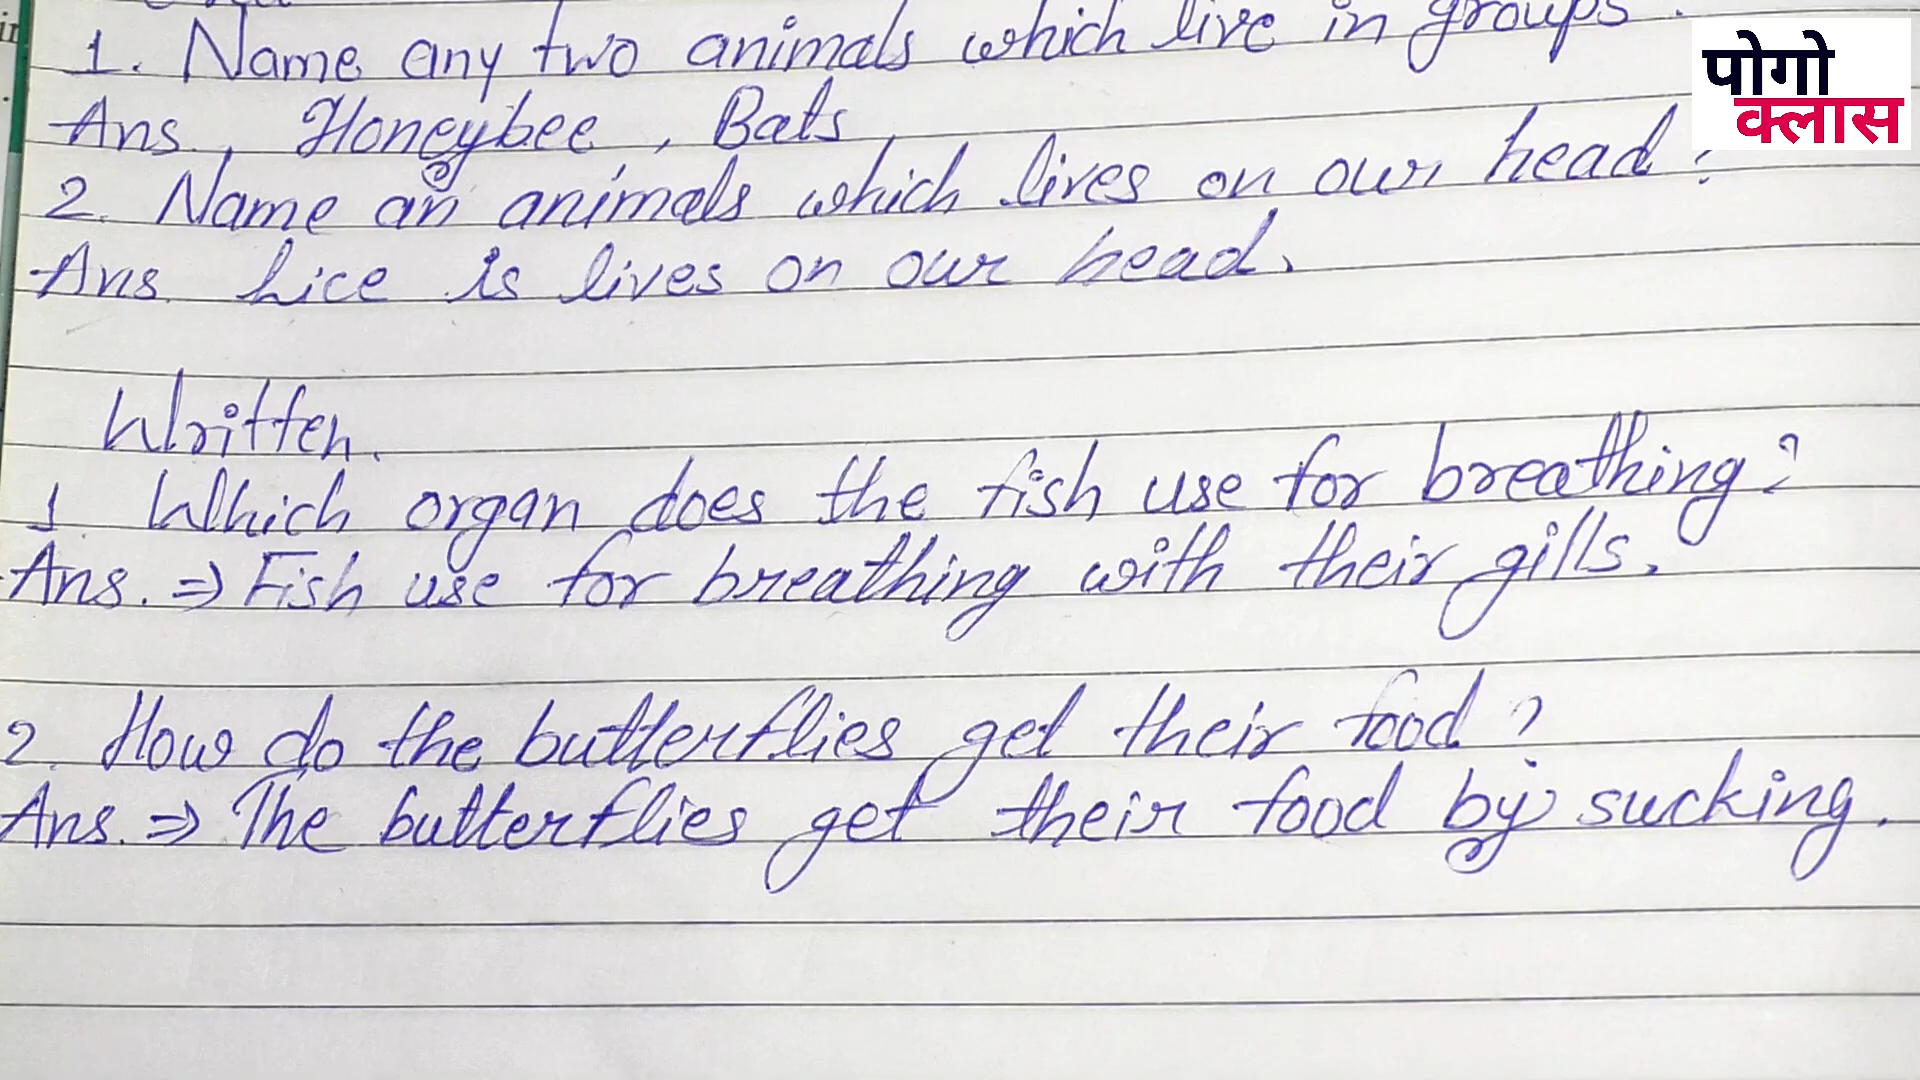 1. Name any two animals which live in groups.
Ans. Honeybee, Bats
2. Name an animals which lives on our head?
Ans. Lice is lives on our head.
Written.
1 Which organ does the fish use for breathing?
Ans. ⇒ Fish use for breathing with their gills.
2. How do the butterflies get their food?
Ans. ⇒ The butterflies get their food by sucking.
पोगो
क्लास